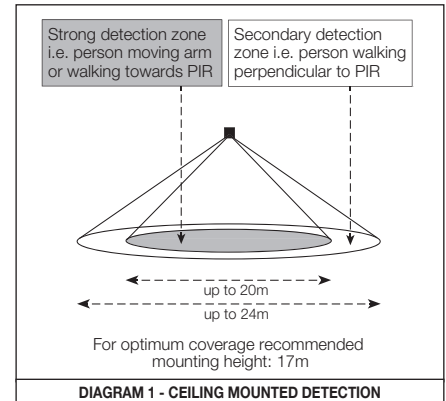 Strong detection zone
i.e. person moving arm
or walking towards PIR
Secondary detection
zone i.e. person walking
perpendicular to PIR
up to 20m
up to 24m
For optimum coverage recommended
mounting height: 17m
DIAGRAM 1 - CEILING MOUNTED DETECTION